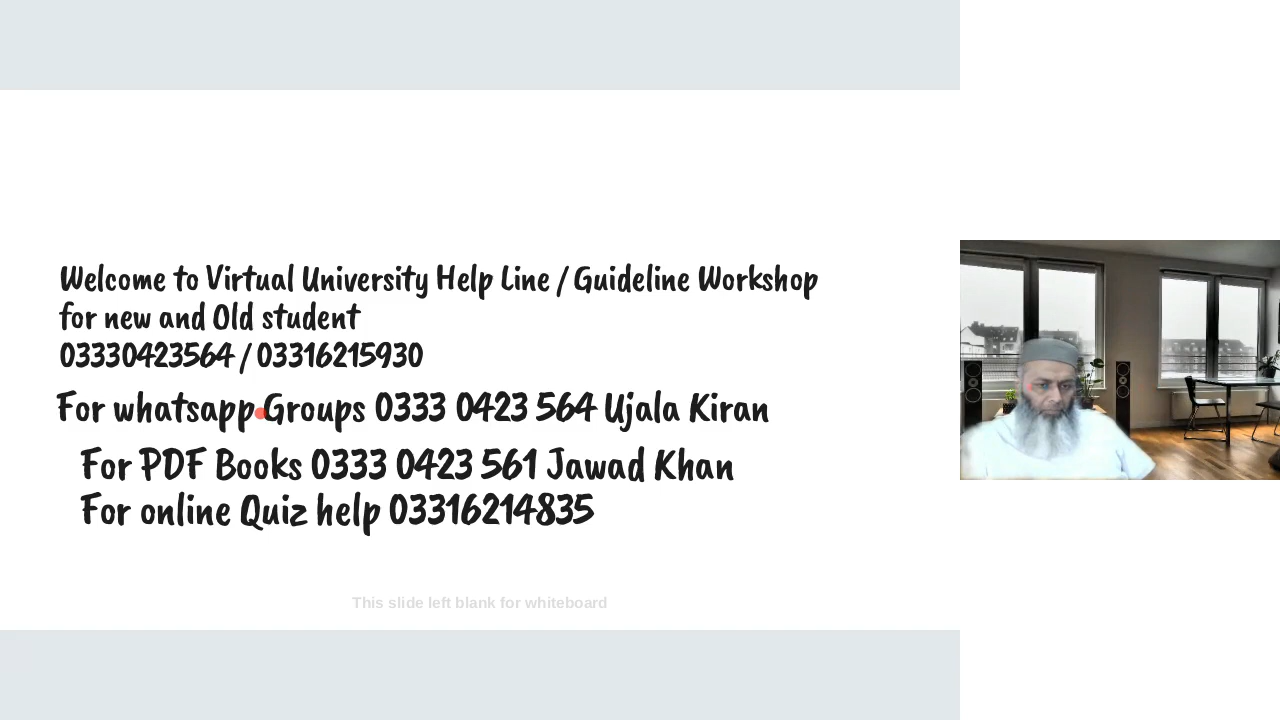 Welcome to Virtual University Help Line / Guideline Workshop
for new and Old student
03330423564 / 03316215930
For whatsapp Groups 0333 0423 564 Ujala Kiran
For PDF Books 0333 0423 561 Jawad Khan
For online Quiz help 03316214835
This slide left blank for whiteboard